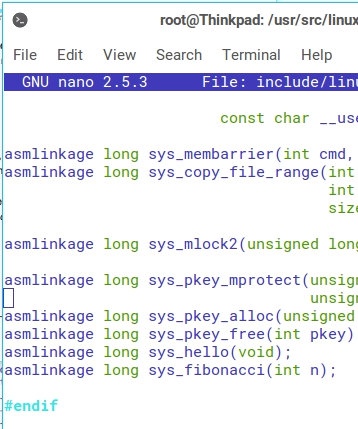 root@Thinkpad: /usr/src/linux
File Edit View Search Terminal Help
GNU nano 2.5.3 File: include/linu
const char __use
asmlinkage long sys_membarrier(int cmd,
asmlinkage long sys_copy_file_range(int
int
size
asmlinkage long sys_mlock2(unsigned long
asmlinkage long sys_pkey_mprotect(unsign
unsign
asmlinkage long sys_pkey_alloc(unsigned
asmlinkage long sys_pkey_free(int pkey)
asmlinkage long sys_hello(void);
asmlinkage long sys_fibonacci(int n);
#endif